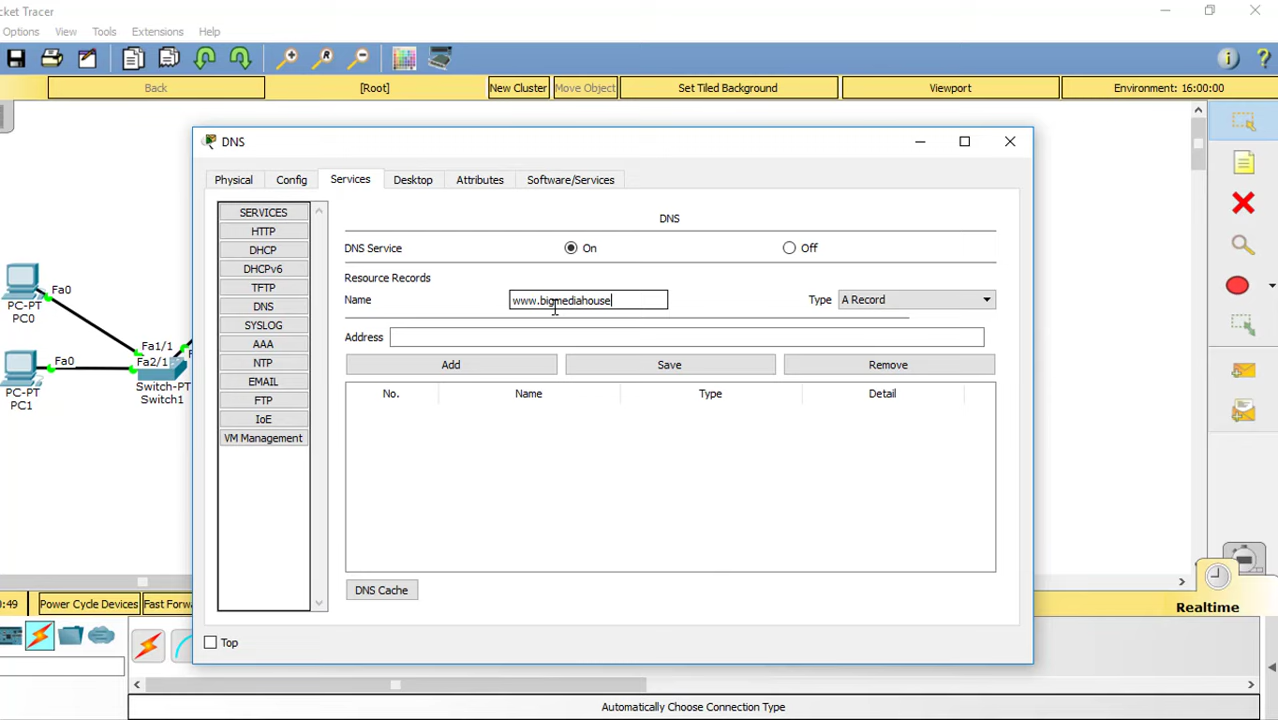 cket Tracer
Options View Tools Extensions Help
Back [Root] New Cluster Move Object Set Tiled Background Viewport Environment: 16:00:00
DNS
Physical Config Services Desktop Attributes Software/Services
SERVICES
HTTP
DHCP
DHCPv6
TFTP
DNS
SYSLOG
AAA
NTP
EMAIL
FTP
IoE
VM Management
DNS
DNS Service On Off
Resource Records
Name www.bigmediahouse Type A Record
Address
Add Save Remove
No. Name Type Detail
DNS Cache
Top
Fa0
PC-PT
PC0
Fa0
PC-PT
PC1
Fa1/1
Fa2/1
Switch-PT
Switch1
:49 Power Cycle Devices Fast Forw
Realtime
Automatically Choose Connection Type